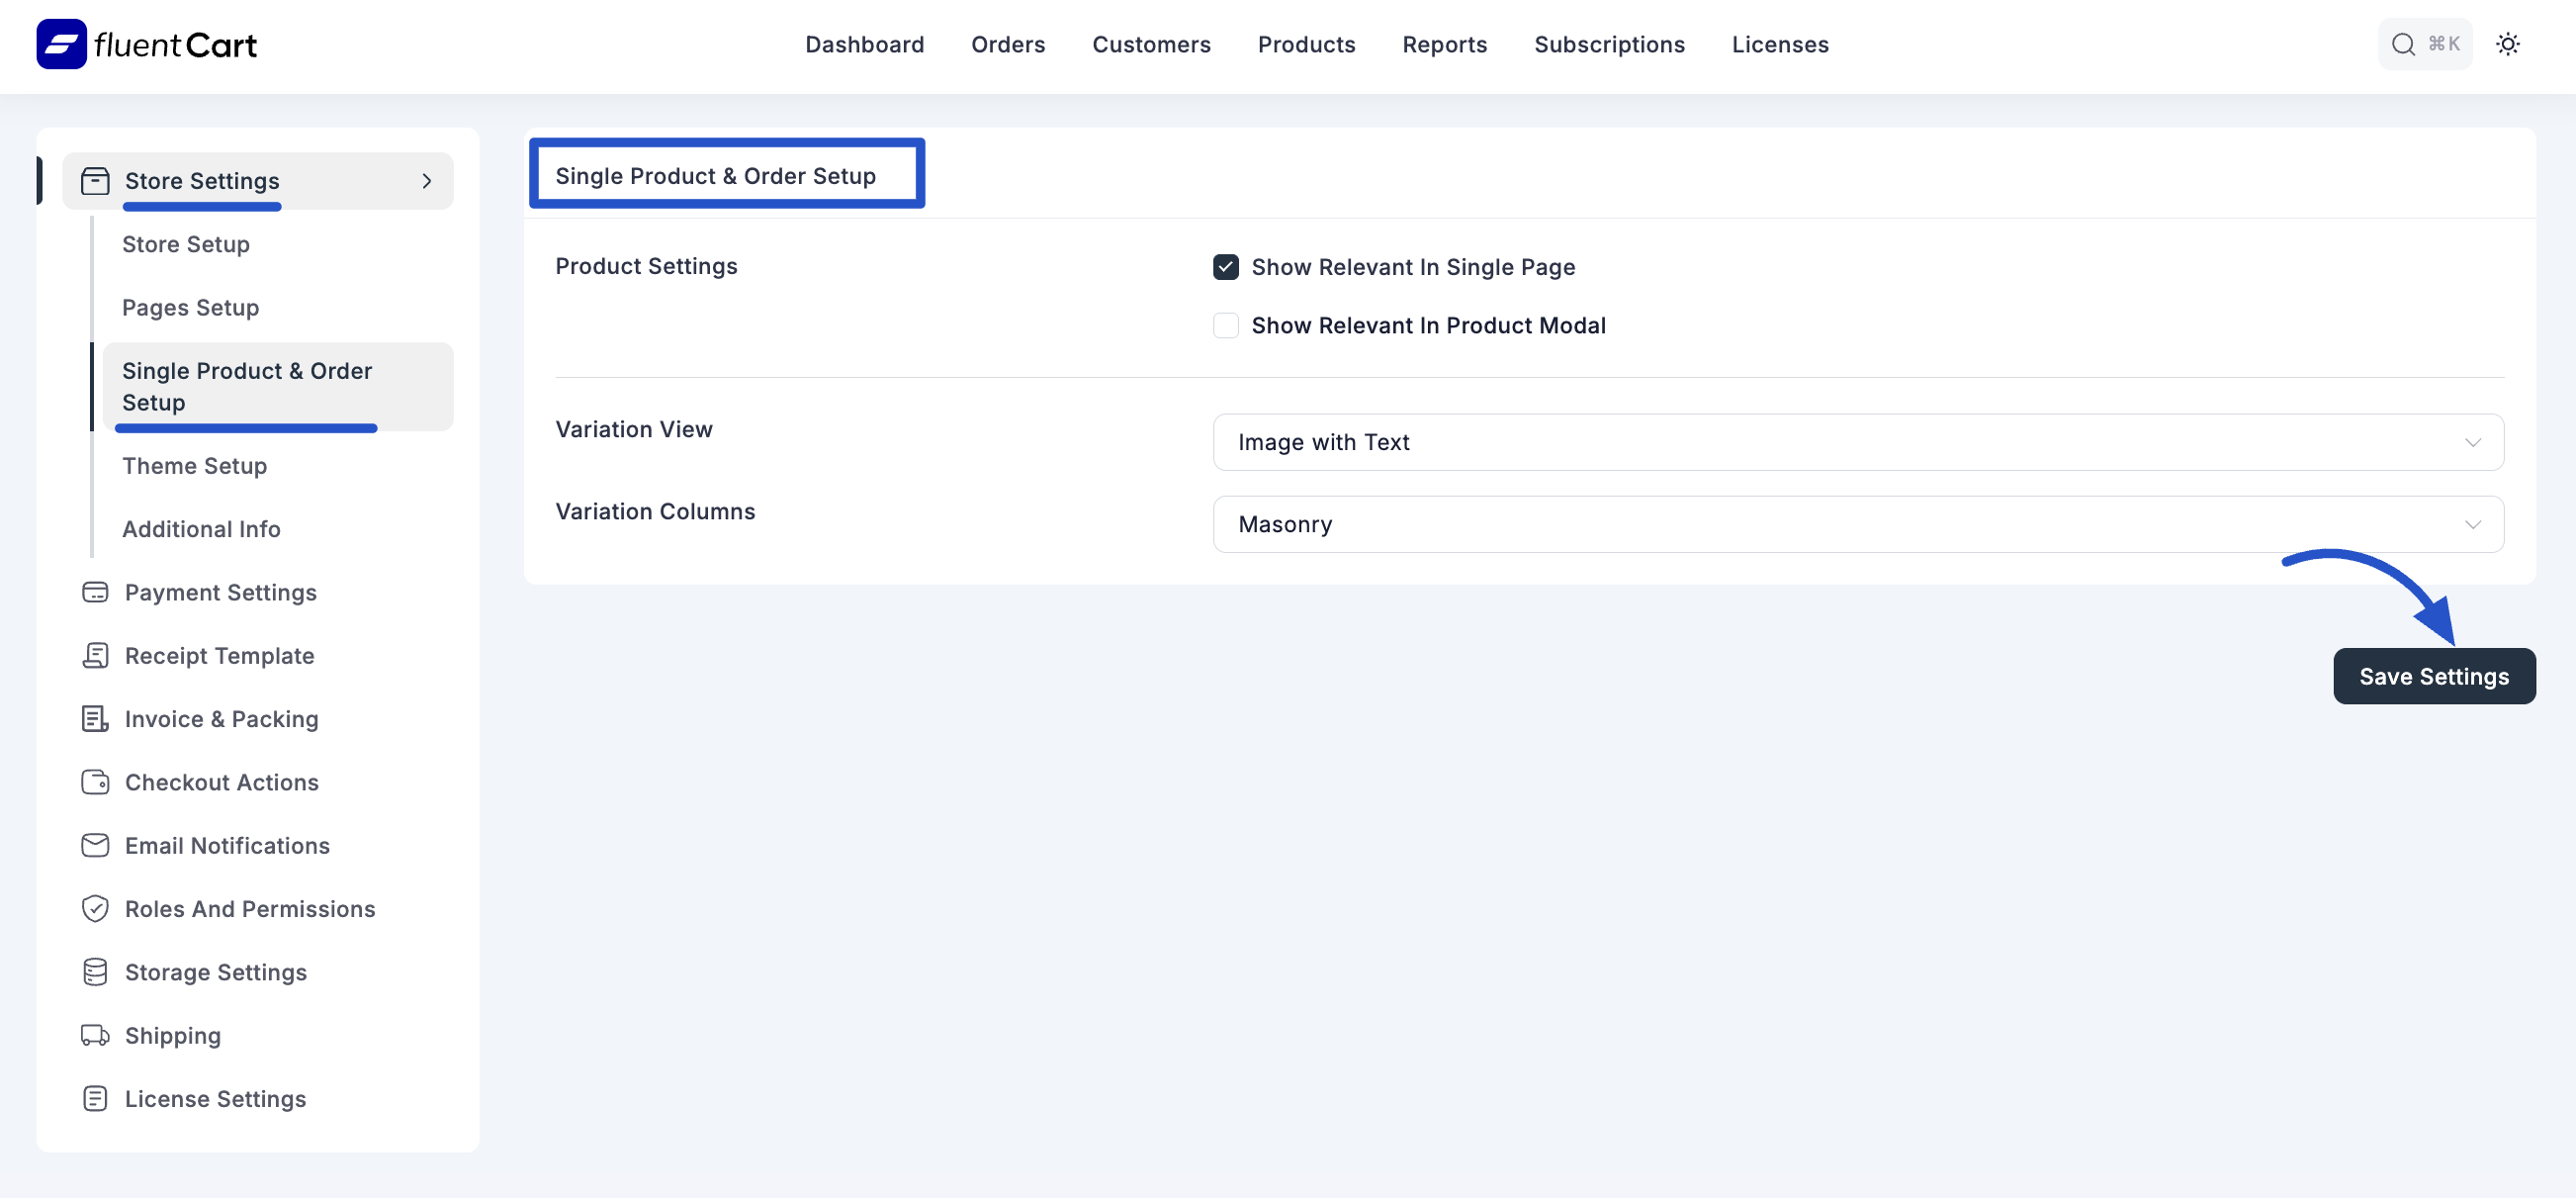 fluentCart
Dashboard
Orders
Customers
Products
Reports
Subscriptions
Licenses
⌘K
Store Settings
Store Setup
Pages Setup
Single Product & Order
Setup
Theme Setup
Additional Info
Payment Settings
Receipt Template
Invoice & Packing
Checkout Actions
Email Notifications
Roles And Permissions
Storage Settings
Shipping
License Settings
Single Product & Order Setup
Product Settings
Show Relevant In Single Page
Show Relevant In Product Modal
Variation View
Image with Text
Variation Columns
Masonry
Save Settings